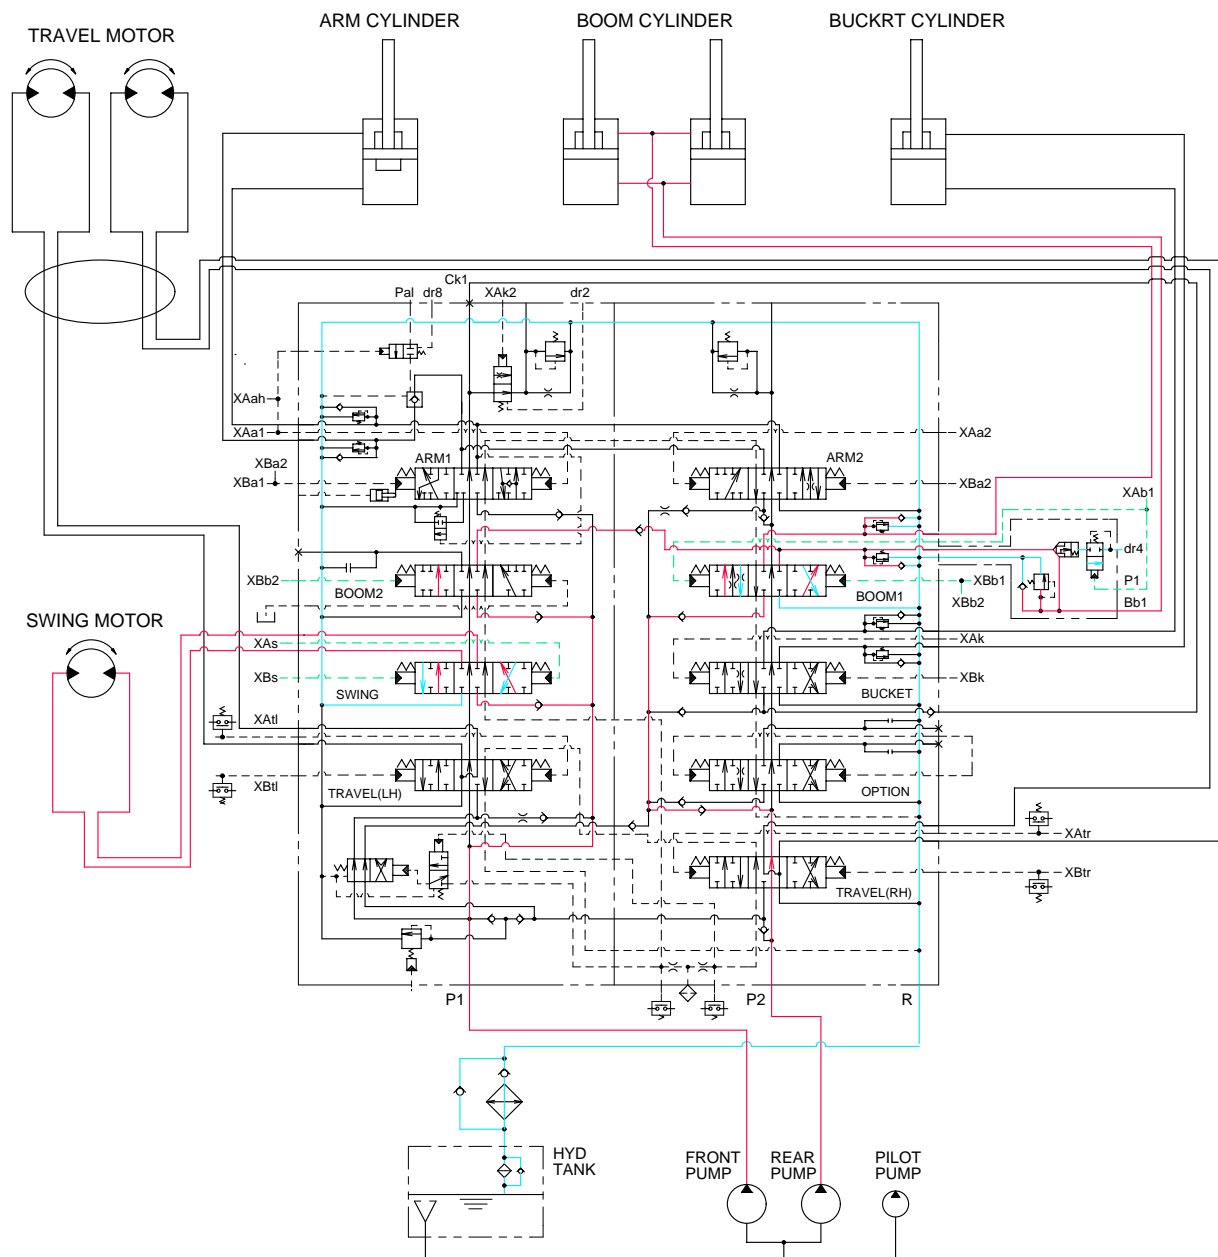 ARM CYLINDER
BOOM CYLINDER
BUCKRT CYLINDER
TRAVEL MOTOR
Ck1
Pal
dr8
XAk2
dr2
XAah
XAa1
XAa2
XBa2
XBa1
ARM1
ARM2
XBa2
XAb1
dr4
XBb2
BOOM2
BOOM1
XBb1
XBb2
P1
Bb1
SWING MOTOR
XAs
XAk
XBs
XBk
SWING
BUCKET
XAtl
XBtl
TRAVEL(LH)
OPTION
XAtr
XBtr
TRAVEL(RH)
P1
P2
R
HYD
TANK
FRONT
PUMP
REAR
PUMP
PILOT
PUMP